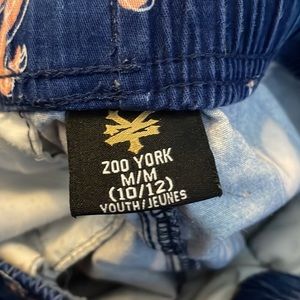 ZOO YORK
M/M
(10/12)
YOUTH/JEUNES